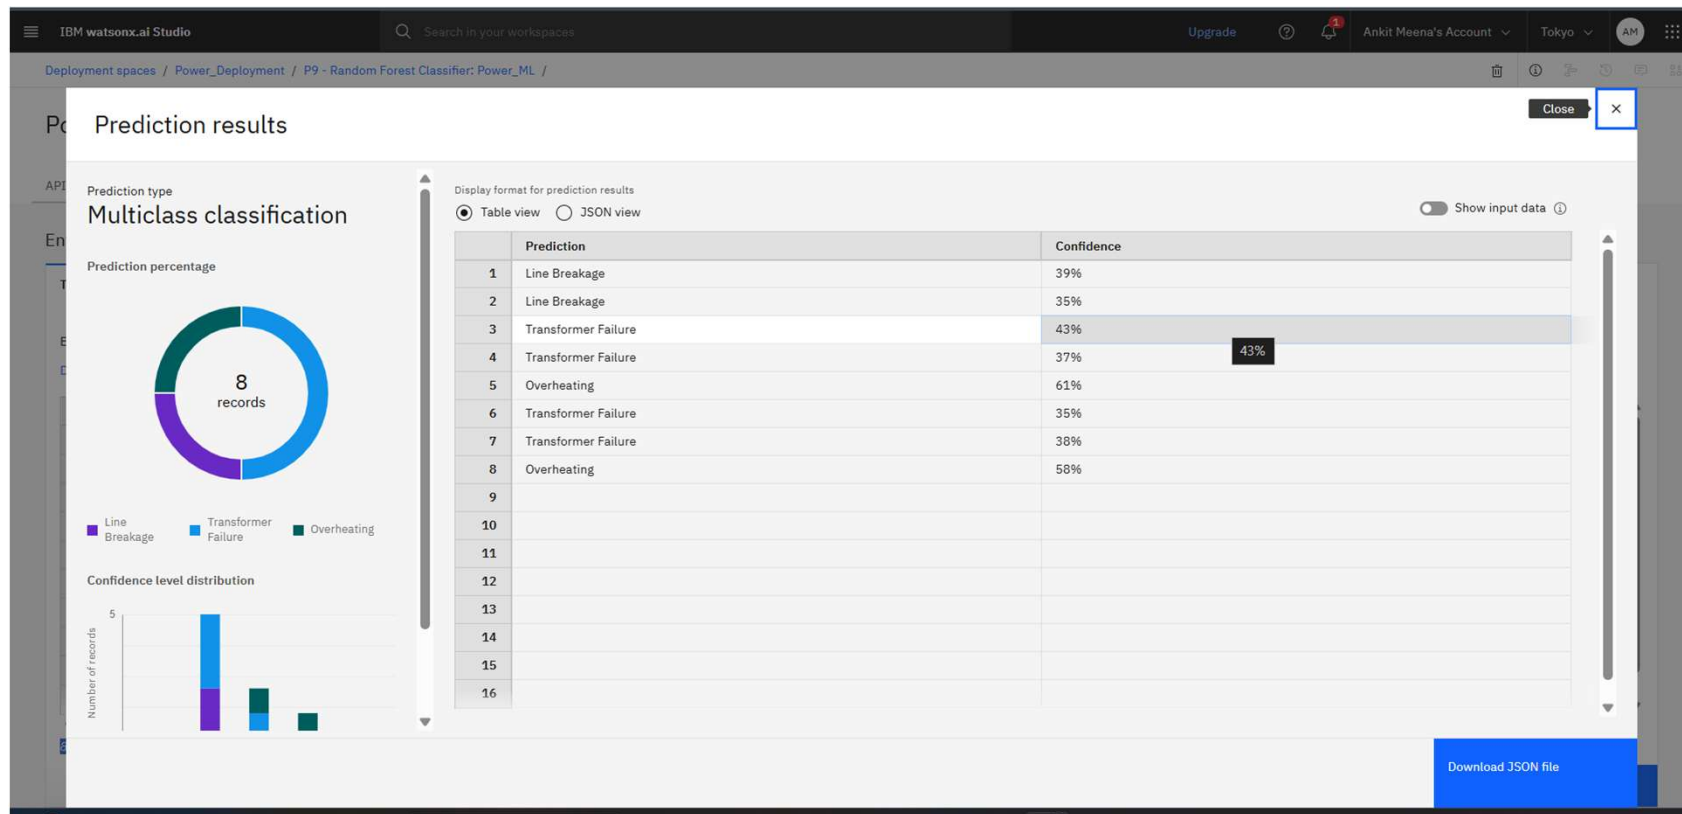 IBM watsonx.ai Studio
Search in your workspaces
Upgrade
1
Ankit Meena's Account
Tokyo
AM
Deployment spaces / Power_Deployment / P9 - Random Forest Classifier: Power_ML /
Prediction results
Close
API
Prediction type
Multiclass classification
Prediction percentage
8
records
Line
Breakage
Transformer
Failure
Overheating
Confidence level distribution
5
Number of records
Display format for prediction results
Table view
JSON view
Show input data
Prediction Confidence
1 Line Breakage 39%
2 Line Breakage 35%
3 Transformer Failure 43%
43%
4 Transformer Failure 37%
5 Overheating 61%
6 Transformer Failure 35%
7 Transformer Failure 38%
8 Overheating 58%
9
10
11
12
13
14
15
16
Download JSON file